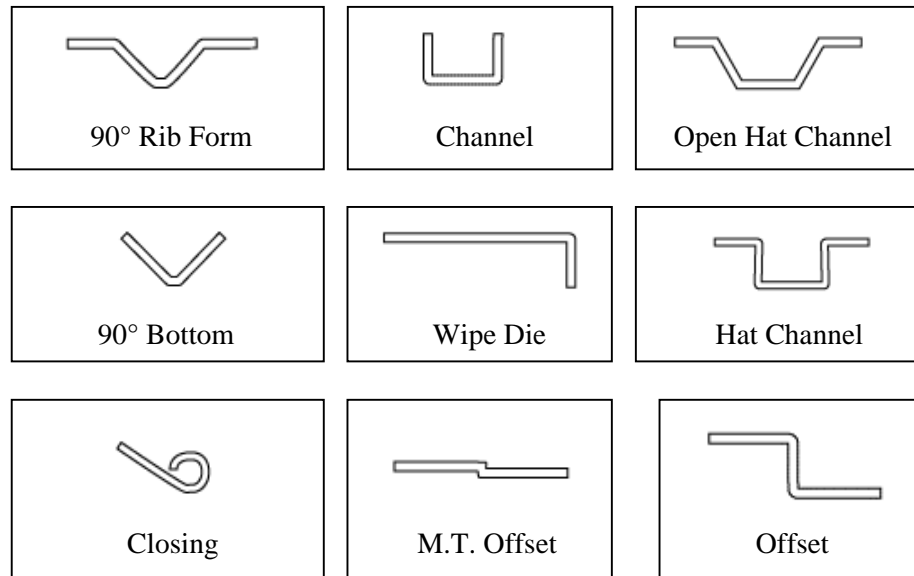 90° Rib Form
Channel
Open Hat Channel
90° Bottom
Wipe Die
Hat Channel
Closing
M.T. Offset
Offset